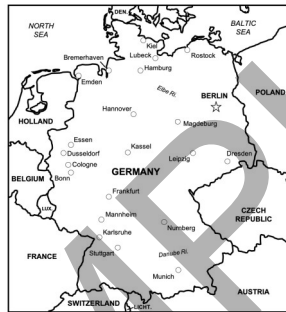 NORTH
SEA
DEN.
BALTIC
SEA
Kiel
Rostock
Lubeck
Bremerhaven
Hamburg
Emden
Elbe Ri.
BERLIN
POLAND
Hannover
HOLLAND
Magdeburg
Essen
Dusseldorf
Kassel
Leipzig
Dresden
Cologne
BELGIUM
Bonn
GERMANY
Frankfurt
LUX.
Mannheim
CZECH
REPUBLIC
Nurnberg
Karlsruhe
FRANCE
Stuttgart
Danube Ri.
Munich
AUSTRIA
SWITZERLAND
LICHT.